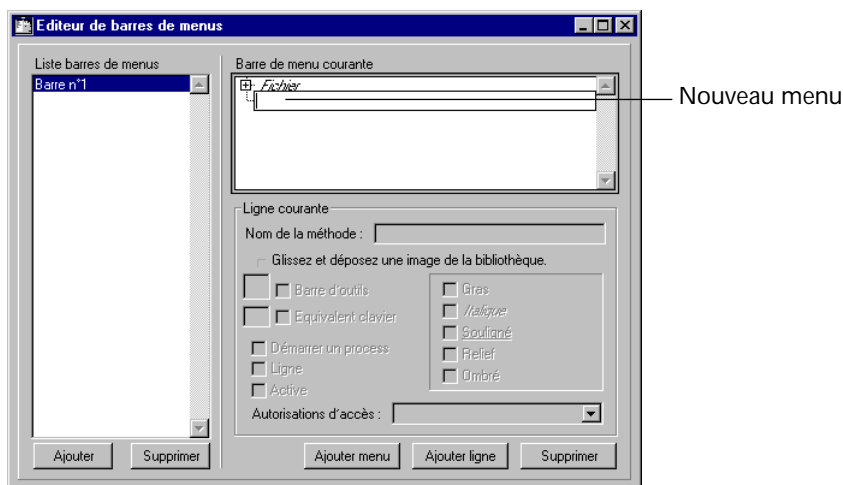 Editeur de barres de menus
Liste barres de menus
Barre n°1
Ajouter
Supprimer
Barre de menu courante
Fichier
Nouveau menu
Ligne courante
Nom de la méthode :
Glissez et déposez une image de la bibliothèque.
Barre d'outils
Equivalent clavier
Démarrer un process
Ligne
Active
Gras
Italique
Souligné
Relief
Ombré
Autorisations d'accès :
Ajouter menu
Ajouter ligne
Supprimer